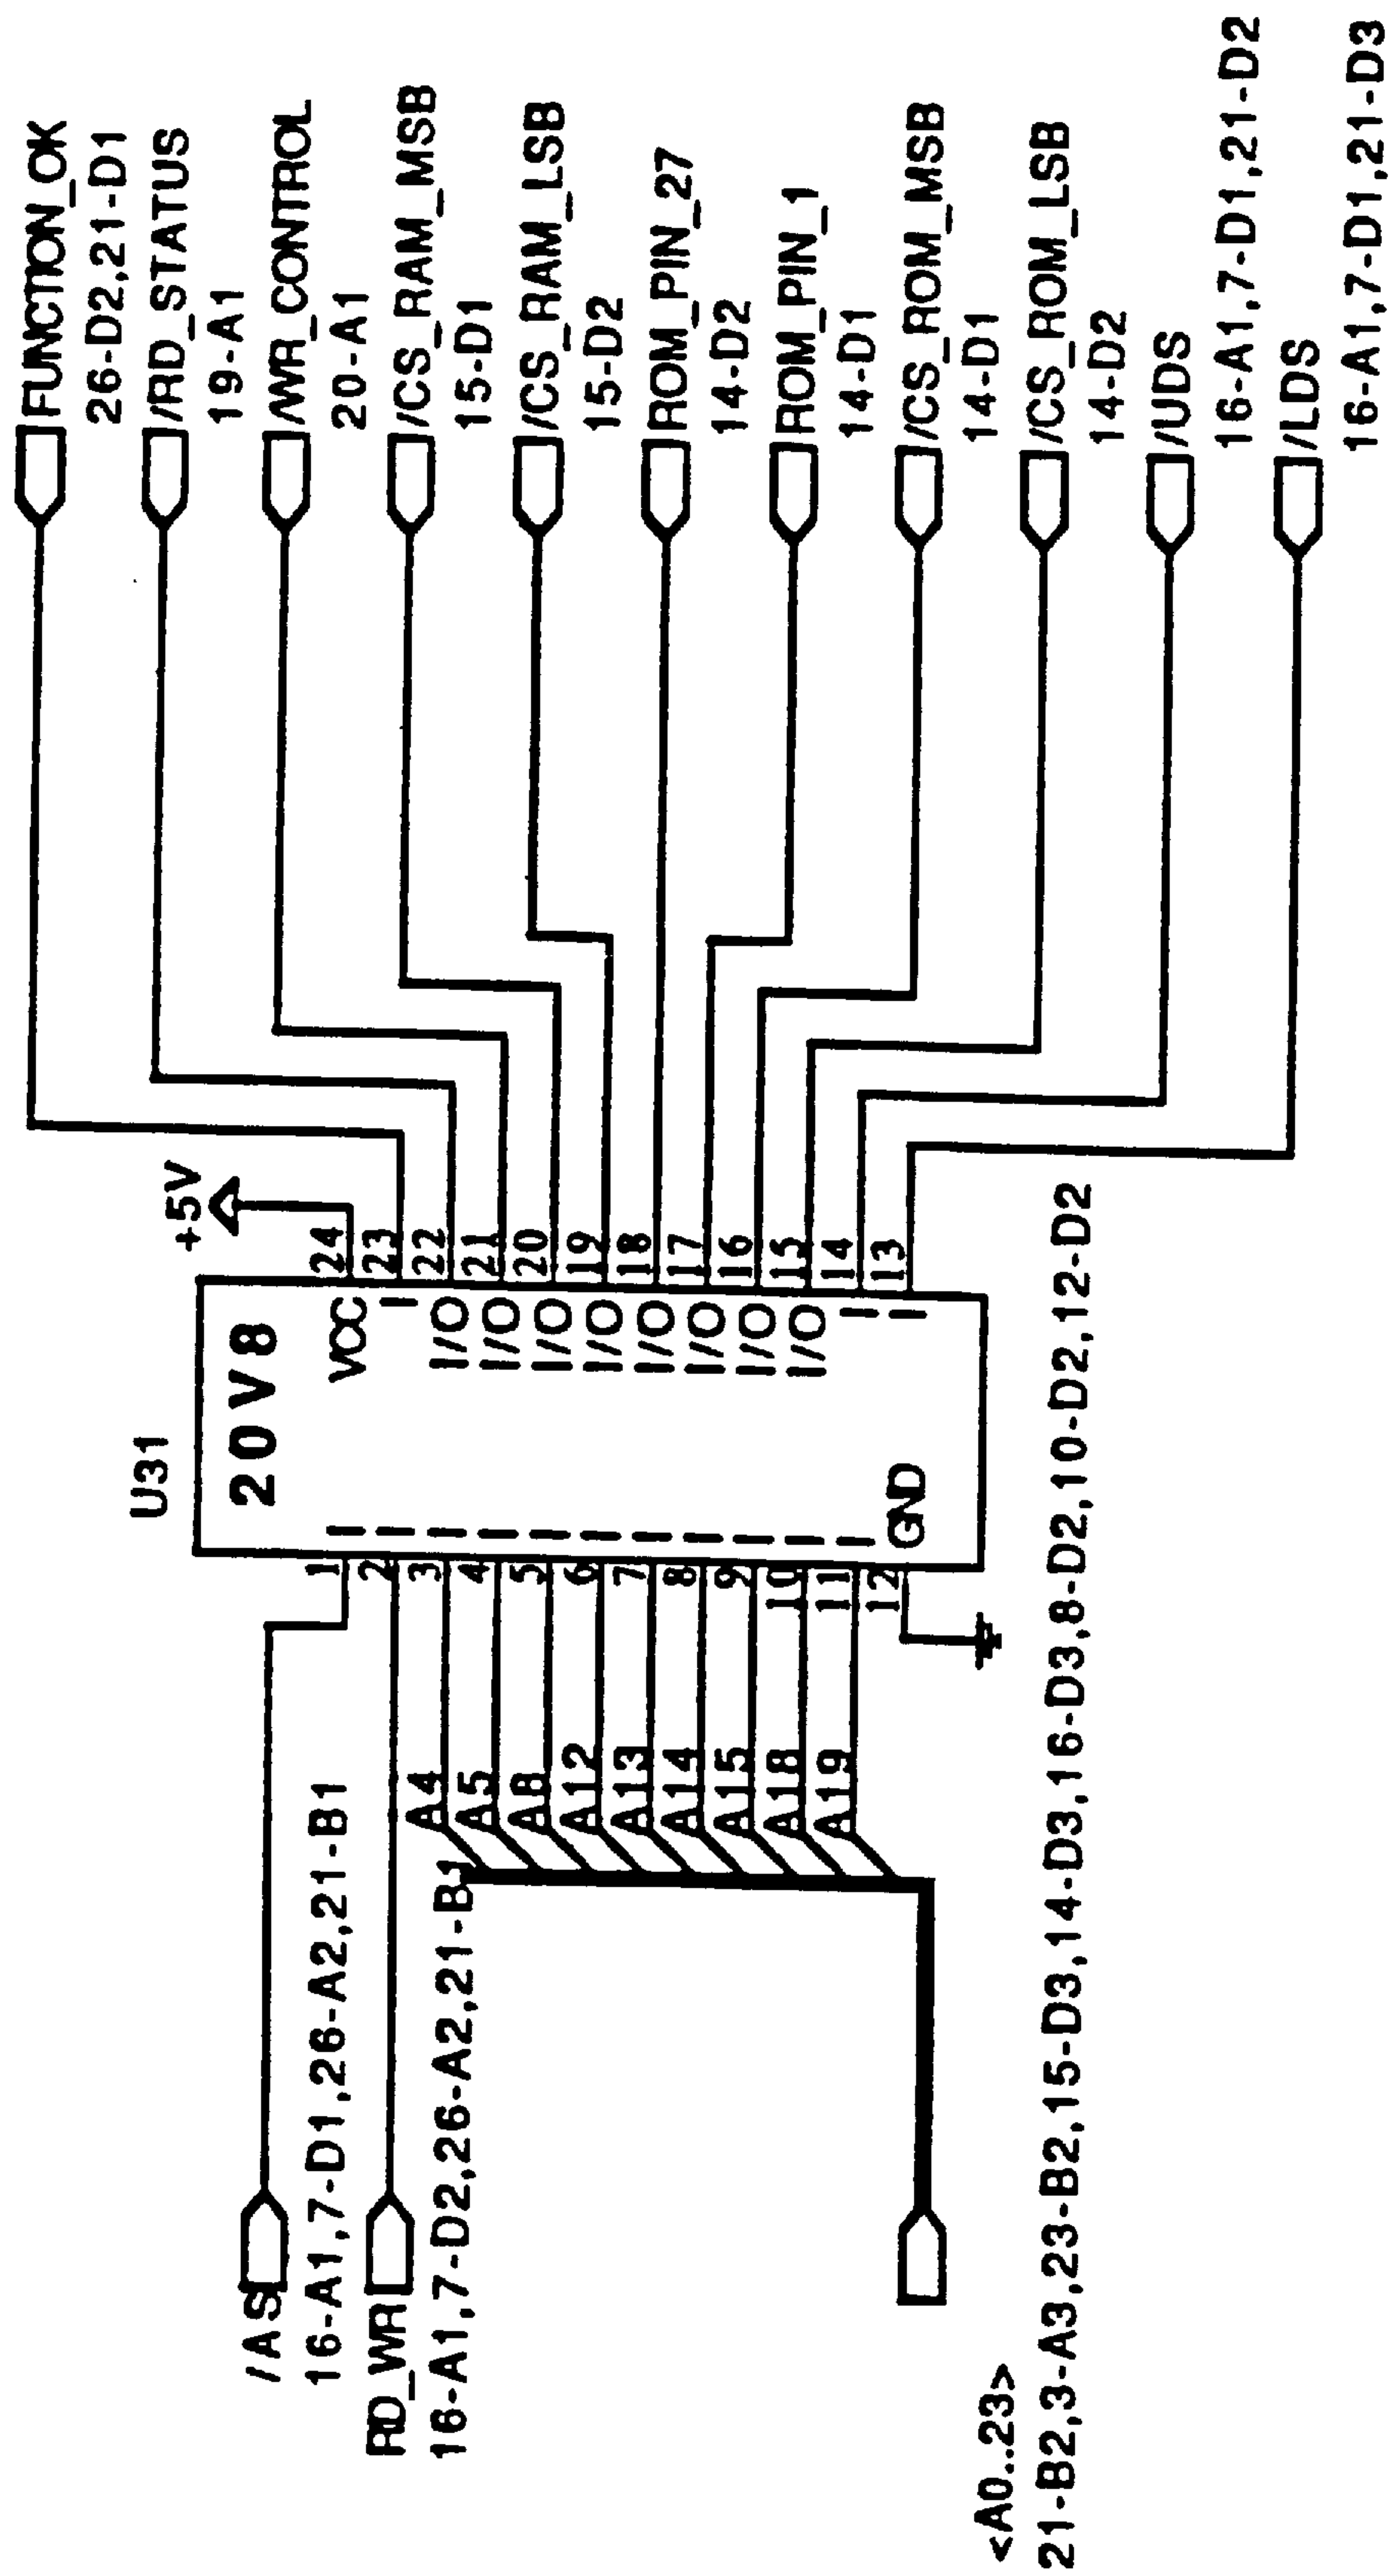 U31
20V8
/AS
16-A1,7-D1,26-A2,21-B1
RD_WR
16-A1,7-D2,26-A2,21-B1
A4
A5
A8
A12
A13
A14
A15
A18
A19
<A0..23>
21-B2,3-A3,23-B2,15-D3,14-D3,16-D3,8-D2,10-D2,12-D2
1 I
2 I
3 I
4 I
5 I
6 I
7 I
8 I
9 I
10 I
11 I
12 GND
+5V
VCC 24
I 23
I/O 22
I/O 21
I/O 20
I/O 19
I/O 18
I/O 17
I/O 16
I/O 15
I 14
I 13
FUNCTION_OK
26-D2,21-D1
/RD_STATUS
19-A1
/WR_CONTROL
20-A1
/CS_RAM_MSB
15-D1
/CS_RAM_LSB
15-D2
ROM_PIN_27
14-D2
ROM_PIN_1
14-D1
/CS_ROM_MSB
14-D1
/CS_ROM_LSB
14-D2
/UDS
16-A1,7-D1,21-D2
/LDS
16-A1,7-D1,21-D3